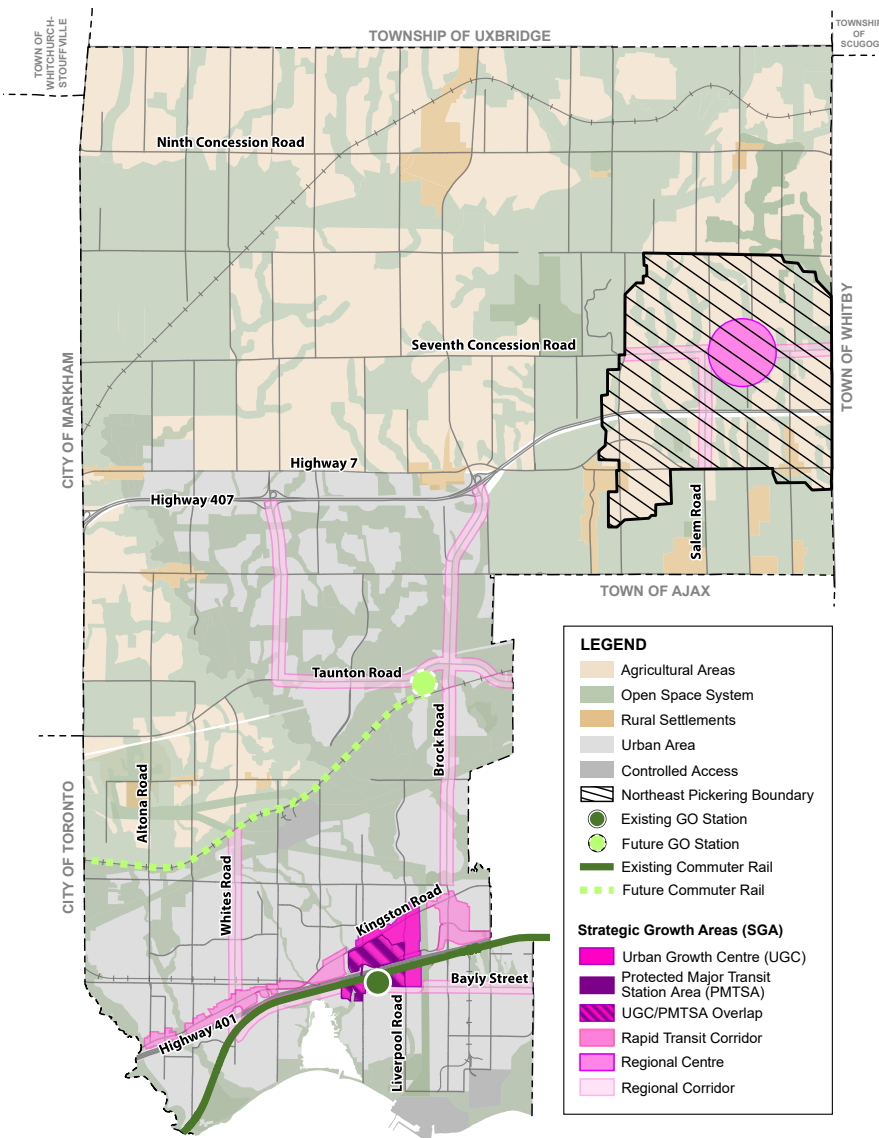 TOWN OF
WHITCHURCH-
STOUFFVILLE
TOWNSHIP OF UXBRIDGE
TOWNSHIP
OF
SCUGOG
Ninth Concession Road
Seventh Concession Road
CITY OF MARKHAM
TOWN OF WHITBY
Highway 7
Highway 407
Salem Road
TOWN OF AJAX
Taunton Road
Brock Road
Altona Road
CITY OF TORONTO
Whites Road
Kingston Road
Bayly Street
Highway 401
Liverpool Road
LEGEND
Agricultural Areas
Open Space System
Rural Settlements
Urban Area
Controlled Access
Northeast Pickering Boundary
Existing GO Station
Future GO Station
Existing Commuter Rail
Future Commuter Rail
Strategic Growth Areas (SGA)
Urban Growth Centre (UGC)
Protected Major Transit
Station Area (PMTSA)
UGC/PMTSA Overlap
Rapid Transit Corridor
Regional Centre
Regional Corridor